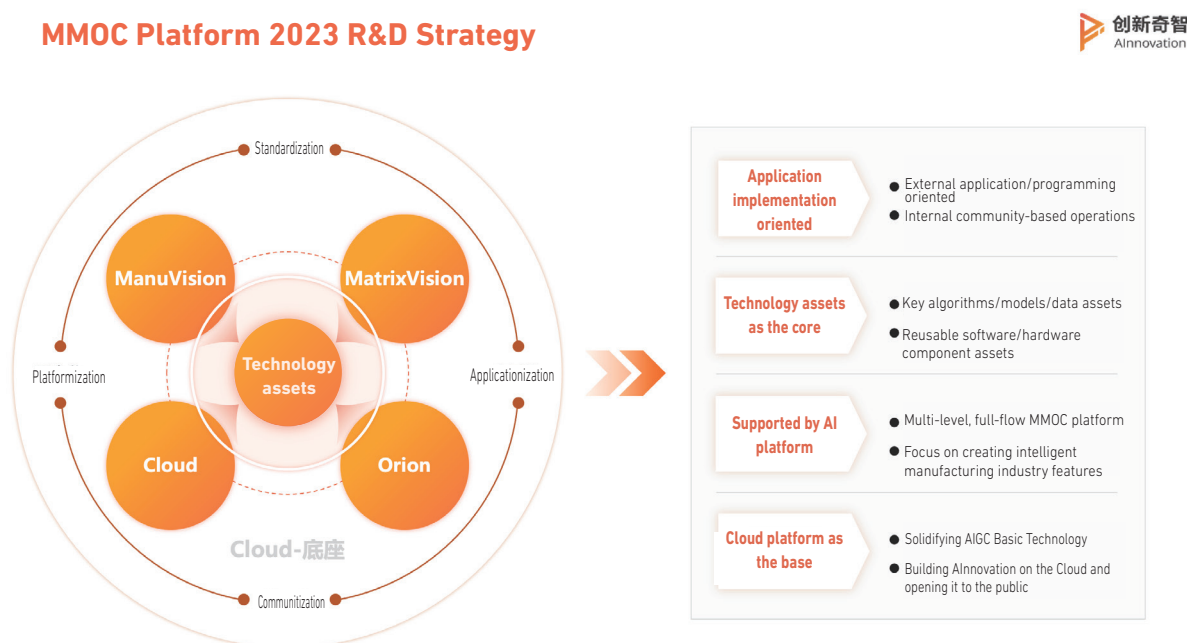 MMOC Platform 2023 R&D Strategy
创新奇智
AInnovation
Standardization
ManuVision
MatrixVision
Technology
assets
Platformization
Applicationization
Cloud
Orion
Cloud-底座
Communitization
Application
implementation
oriented
● External application/programming
oriented
● Internal community-based operations
Technology assets
as the core
● Key algorithms/models/data assets
● Reusable software/hardware
component assets
Supported by AI
platform
● Multi-level, full-flow MMOC platform
● Focus on creating intelligent
manufacturing industry features
Cloud platform as
the base
● Solidifying AIGC Basic Technology
● Building AInnovation on the Cloud and
opening it to the public